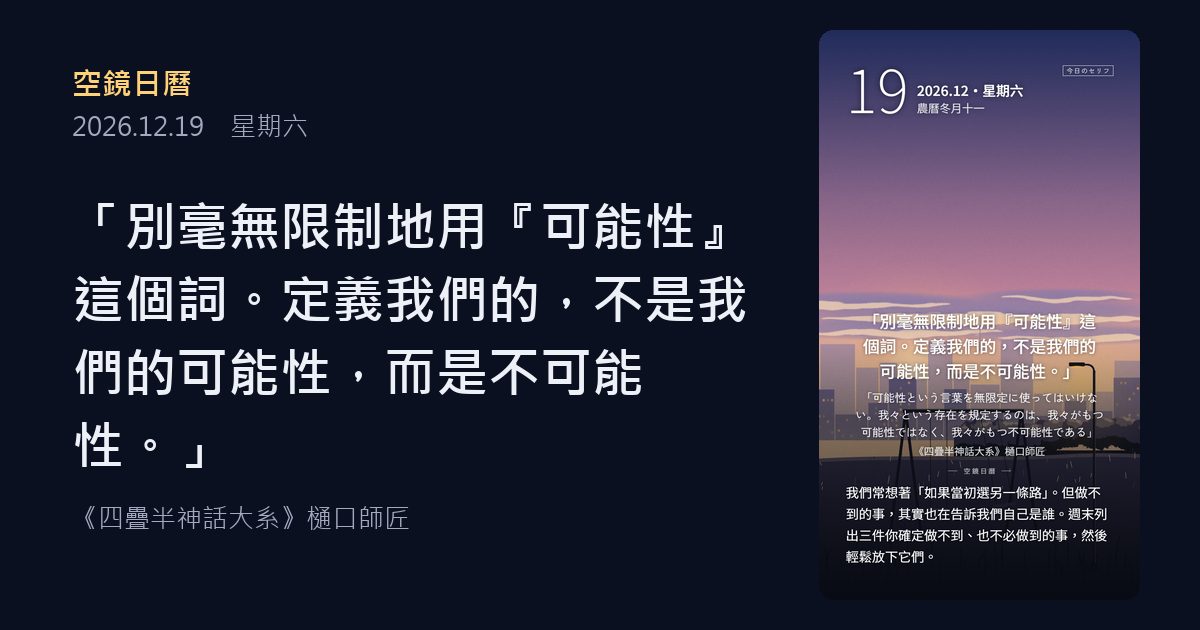 空鏡日曆
2026.12.19 星期六
「別毫無限制地用『可能性』
這個詞。定義我們的，不是我
們的可能性，而是不可能
性。」
《四疊半神話大系》樋口師匠
19
2026.12・星期六
農曆冬月十一
今日のセリフ
「別毫無限制地用『可能性』這
個詞。定義我們的，不是我們的
可能性，而是不可能性。」
「可能性という言葉を無限定に使ってはいけな
い。我々という存在を規定するのは、我々がもつ
可能性ではなく、我々がもつ不可能性である」
《四疊半神話大系》樋口師匠
— 空鏡日曆 —
我們常想著「如果當初選另一條路」。但做不
到的事，其實也在告訴我們自己是誰。週末列
出三件你確定做不到、也不必做到的事，然後
輕鬆放下它們。